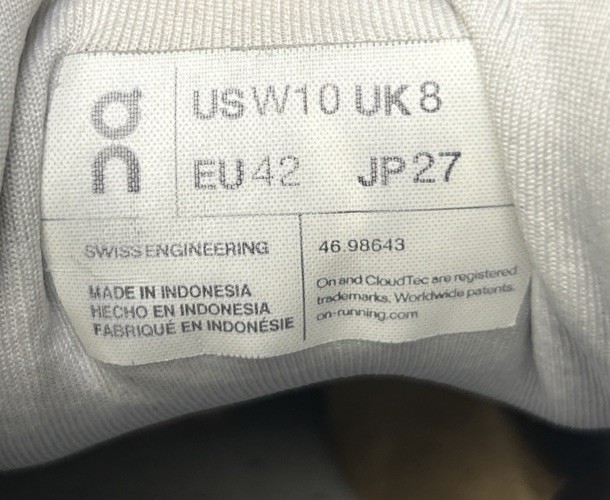 on
US W10 UK 8
EU 42 JP 27
SWISS ENGINEERING
MADE IN INDONESIA
HECHO EN INDONESIA
FABRIQUÉ EN INDONÉSIE
46.98643
On and CloudTec are registered
trademarks. Worldwide patents.
on-running.com